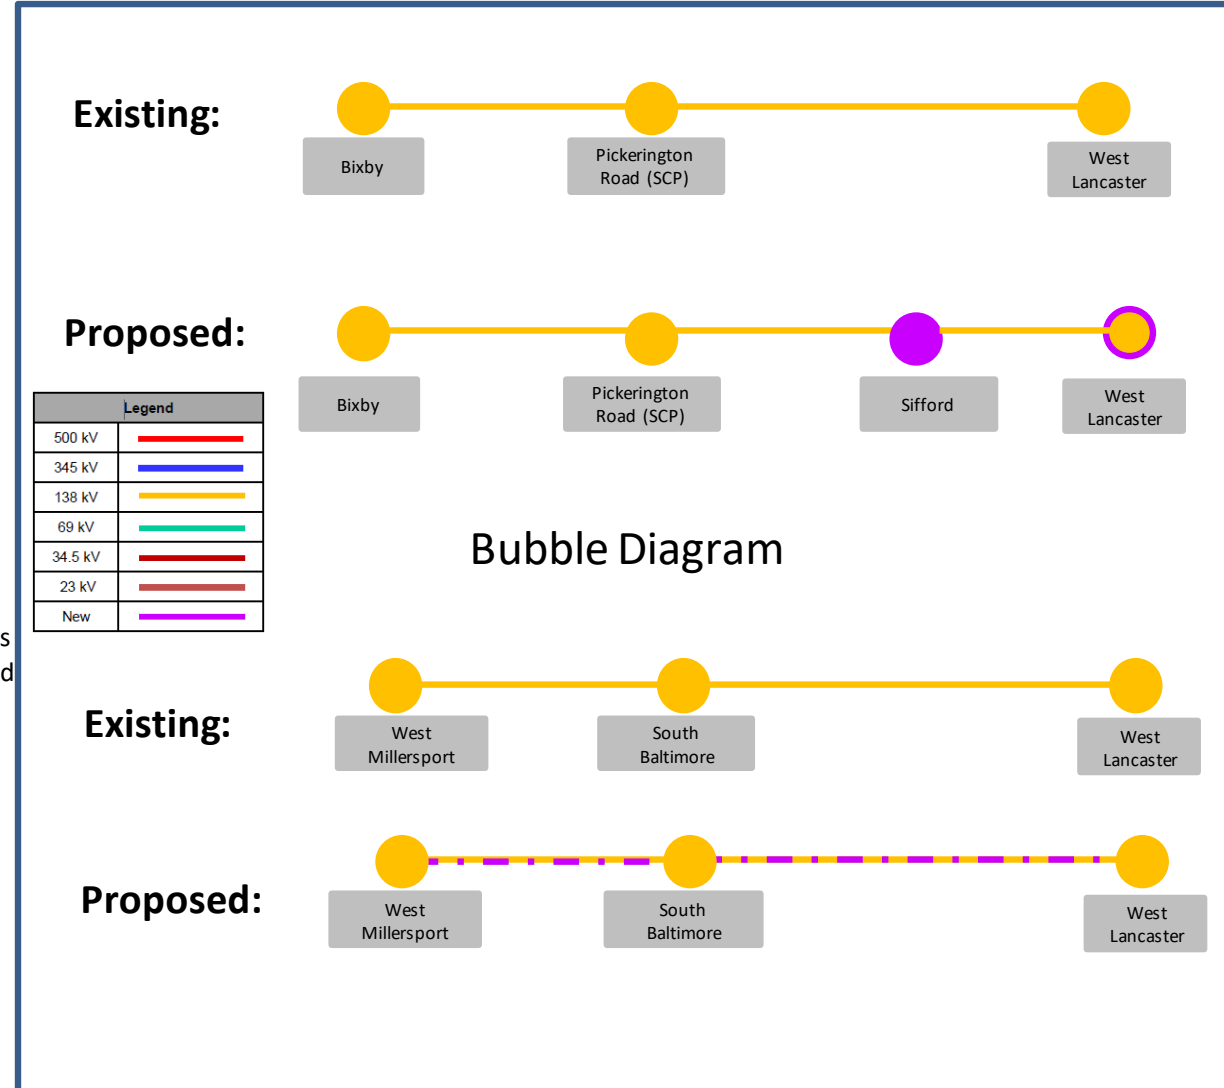 Existing:
Bixby
Pickerington
Road (SCP)
West
Lancaster
Proposed:
Bixby
Pickerington
Road (SCP)
Sifford
West
Lancaster
Legend
500 kV
345 kV
138 kV
69 kV
34.5 kV
23 kV
New
Bubble Diagram
s
d
Existing:
West
Millersport
South
Baltimore
West
Lancaster
Proposed:
West
Millersport
South
Baltimore
West
Lancaster